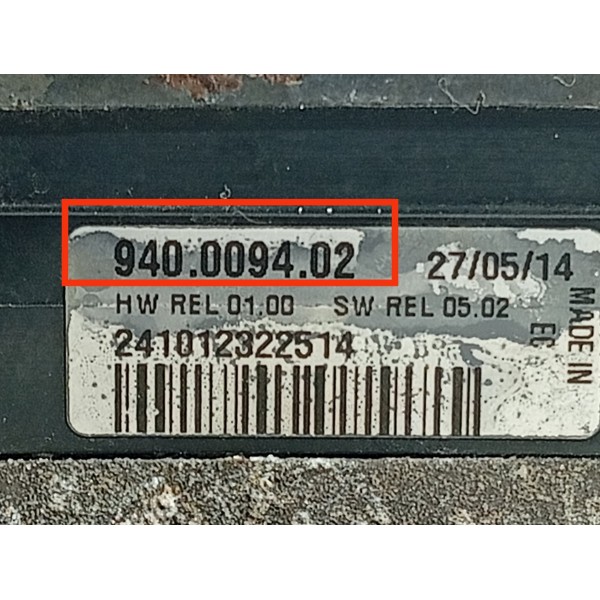 940.0094.02 27/05/14
HW REL 01.00 SW REL 05.02
241012322514
MADE IN
EC